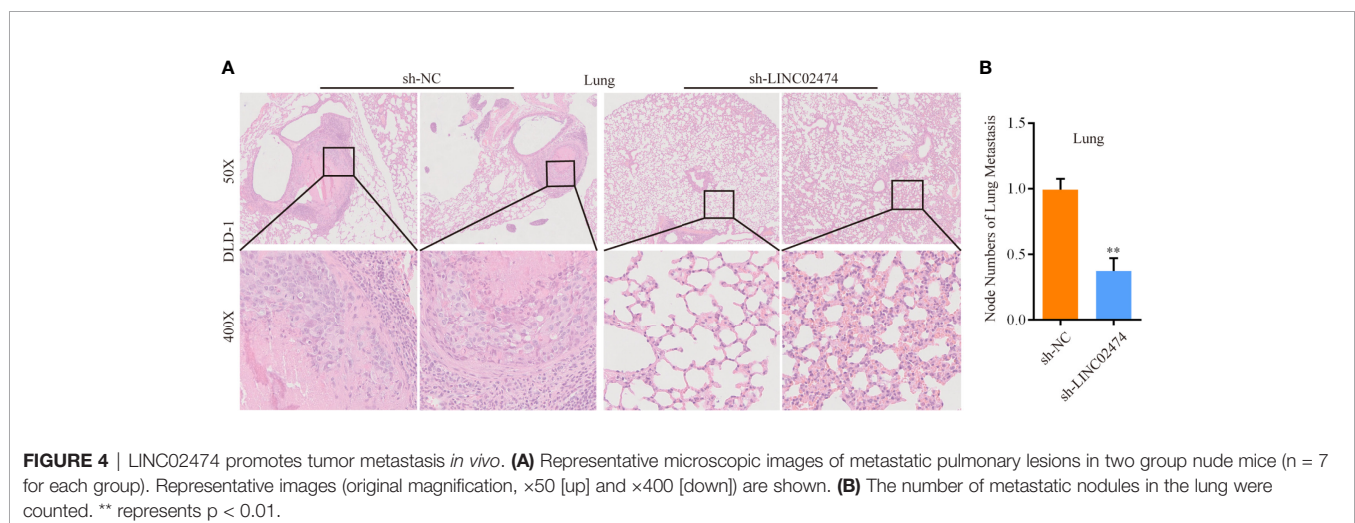 A
sh-NC
Lung
sh-LINC02474
B
50X
DLD-1
400X
Node Numbers of Lung Metastasis
1.5
1.0
0.5
0.0
Lung
**
sh-NC
sh-LINC02474
FIGURE 4 | LINC02474 promotes tumor metastasis in vivo. (A) Representative microscopic images of metastatic pulmonary lesions in two group nude mice (n = 7
for each group). Representative images (original magnification, ×50 [up] and ×400 [down]) are shown. (B) The number of metastatic nodules in the lung were
counted. ** represents p < 0.01.